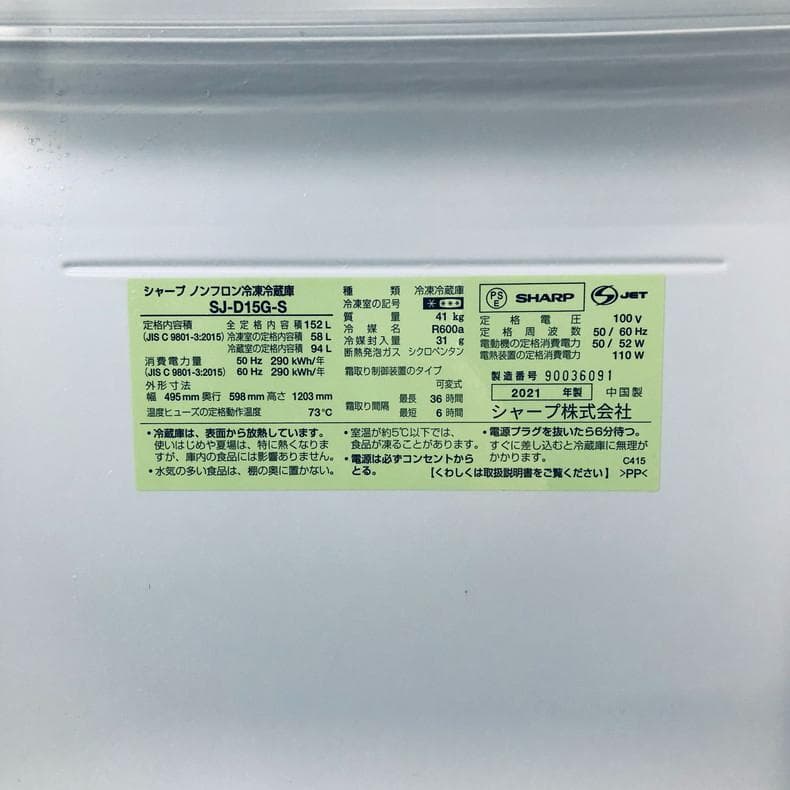 シャープ ノンフロン冷凍冷蔵庫
SJ-D15G-S
定格内容積 全定格内容積 152 L
(JIS C 9801-3:2015) 冷凍室の定格内容積 58 L
冷蔵室の定格内容積 94 L
消費電力量 50 Hz 290 kWh/年
(JIS C 9801-3:2015) 60 Hz 290 kWh/年
外形寸法
幅 495 mm 奥行 598 mm 高さ 1203 mm
温度ヒューズの定格動作温度 73℃
種類 冷凍冷蔵庫
冷凍室の記号
質量 41 kg
冷媒名 R600a
冷媒封入量 31 g
断熱発泡ガス シクロペンタン
霜取り制御装置のタイプ
可変式
霜取り間隔 最長 36 時間
最短 6 時間
PS
E
SHARP
JET
定格電圧 100 V
定格周波数 50 / 60 Hz
電動機の定格消費電力 50 / 52 W
電熱装置の定格消費電力 110 W
製造番号 90036091
2021 年製 中国製
シャープ株式会社
・冷蔵庫は、表面から放熱しています。
使いはじめや夏場は、特に熱くなりま
すが、庫内の食品には影響ありません。
・水気の多い食品は、棚の奥に置かない。
・室温が約5℃以下では、
食品が凍ることがあります。
・電源は必ずコンセントから
とる。
・電源プラグを抜いたら6分待つ。
すぐに差し込むと冷蔵庫に無理が
かかります。
C415
【くわしくは取扱説明書をご覧ください】 >PP<